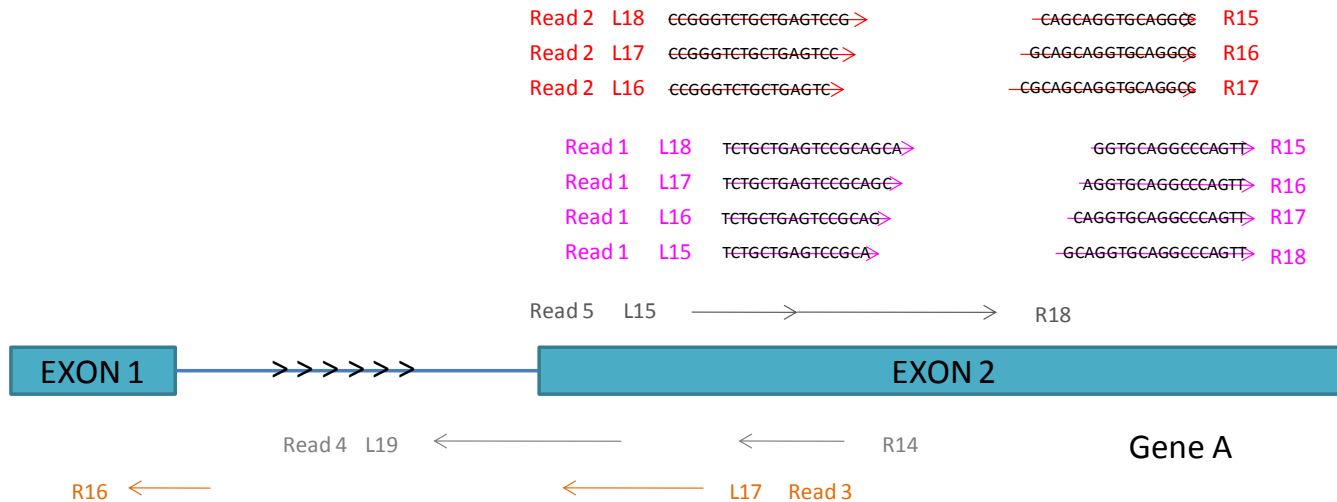 Read 2 L18 CCGGGTCTGCTGAGTCCG CAGCAGGTGCAGGCC R15
Read 2 L17 CCGGGTCTGCTGAGTCC GCAGCAGGTGCAGGCC R16
Read 2 L16 CCGGGTCTGCTGAGTC CGCAGCAGGTGCAGGCC R17
Read 1 L18 TCTGCTGAGTCCGCAGCA GGTGCAGGCCCAGTT R15
Read 1 L17 TCTGCTGAGTCCGCAGC AGGTGCAGGCCCAGTT R16
Read 1 L16 TCTGCTGAGTCCGCAG CAGGTGCAGGCCCAGTT R17
Read 1 L15 TCTGCTGAGTCCGCA GCAGGTGCAGGCCCAGTT R18
Read 5 L15 R18
EXON 1 >>>>>> EXON 2
Read 4 L19 R14 Gene A
R16 L17 Read 3